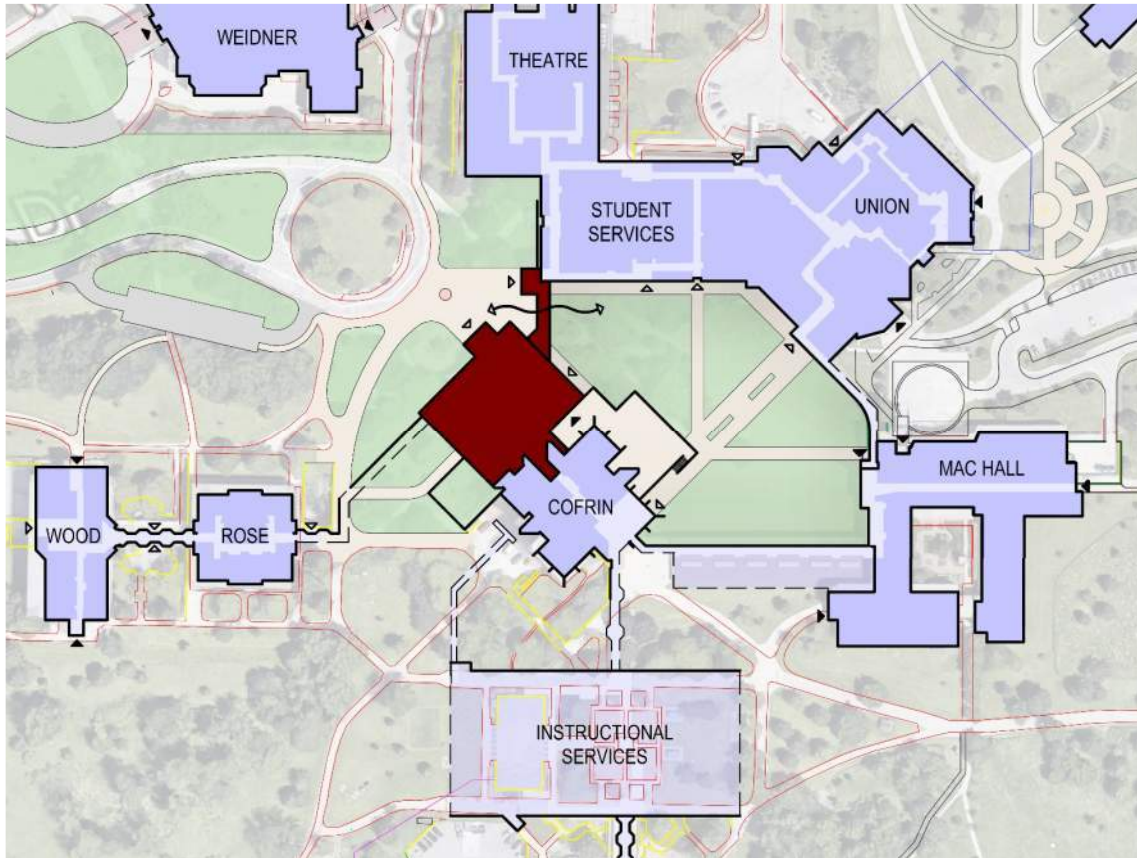 WEIDNER
THEATRE
STUDENT
SERVICES
UNION
MAC HALL
COFRIN
WOOD
ROSE
INSTRUCTIONAL
SERVICES